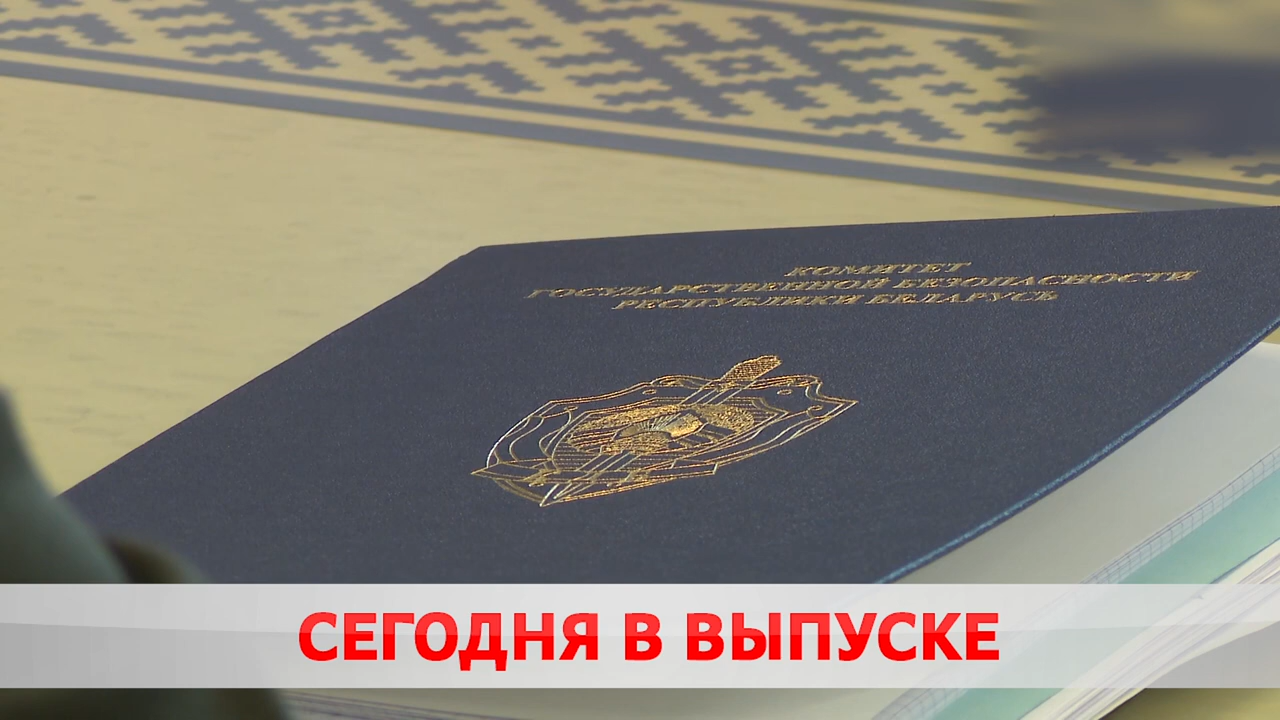 КОМИТЕТ
ГОСУДАРСТВЕННОЙ БЕЗОПАСНОСТИ
РЕСПУБЛИКИ БЕЛАРУСЬ
СЕГОДНЯ В ВЫПУСКЕ